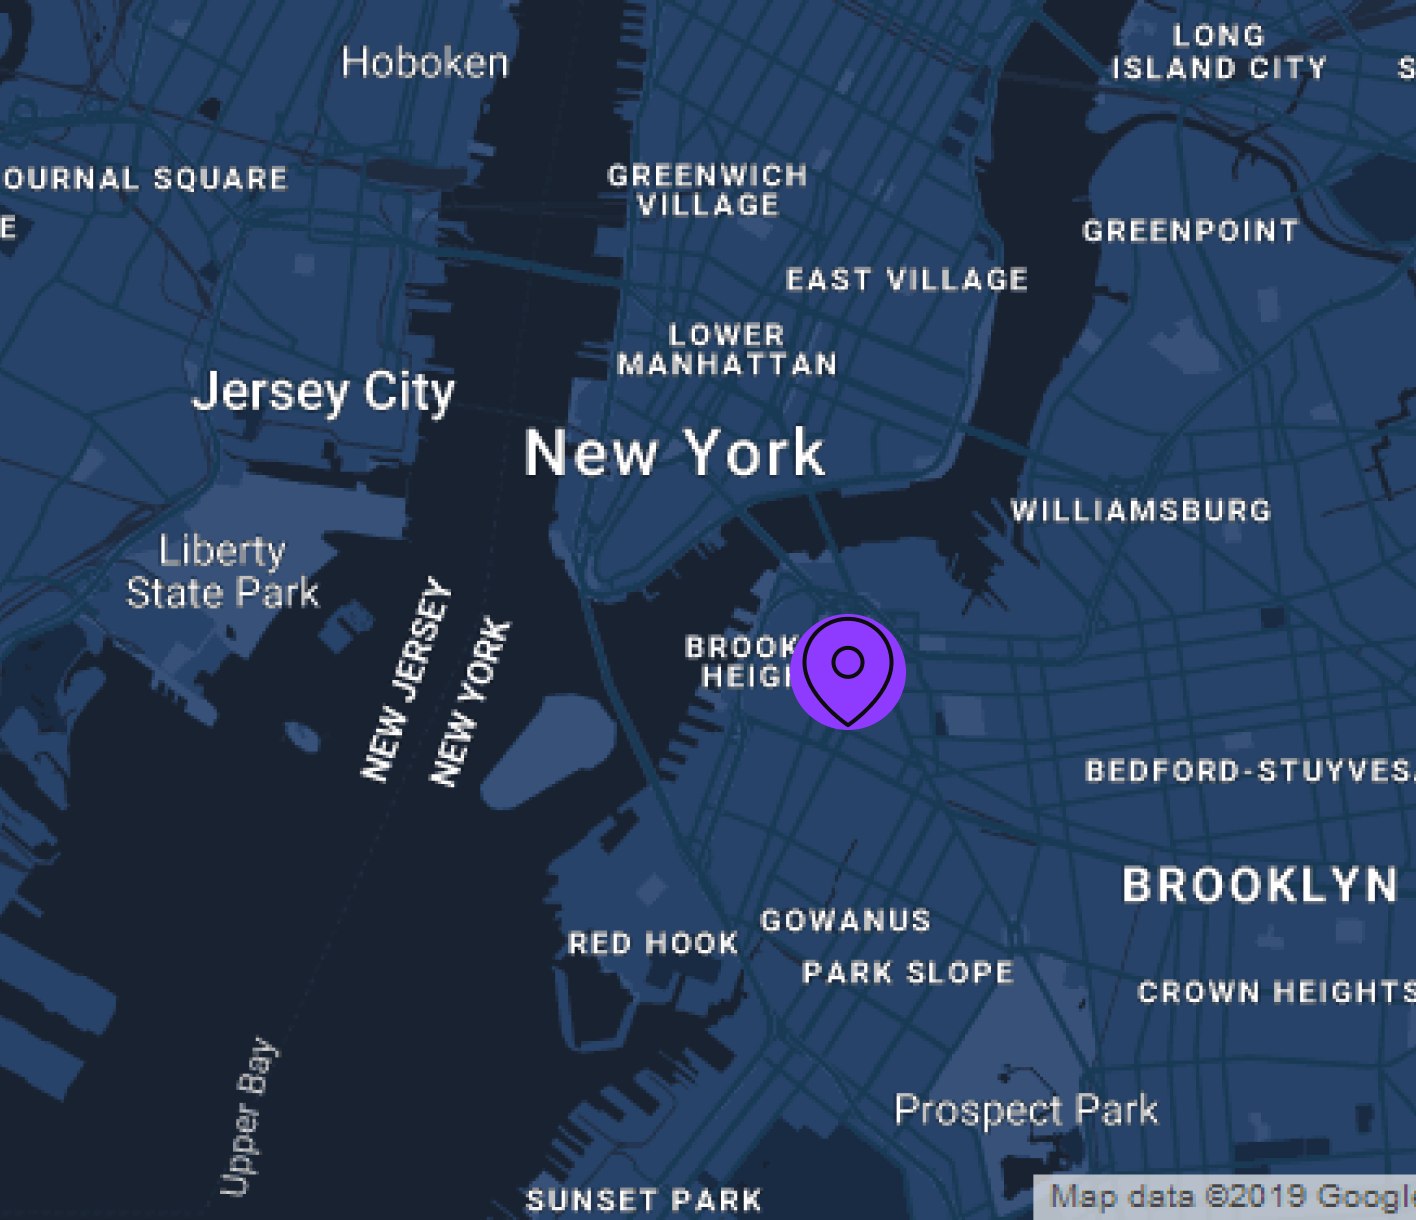 LONG
ISLAND CITY
S
Hoboken
OURNAL SQUARE
E
GREENWICH
VILLAGE
GREENPOINT
EAST VILLAGE
LOWER
MANHATTAN
Jersey City
New York
WILLIAMSBURG
Liberty
State Park
NEW JERSEY
NEW YORK
BROOK
HEIG
BEDFORD-STUYVES
BROOKLYN
GOWANUS
RED HOOK
PARK SLOPE
CROWN HEIGHTS
Upper Bay
Prospect Park
SUNSET PARK
Map data ©2019 Google